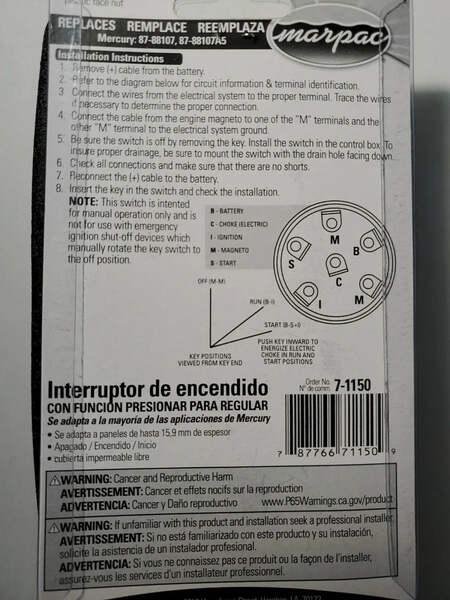 plastic face nut
REPLACES REMPLACE REEMPLAZA
Mercury: 87-88107, 87-88107A5
marpac
Installation Instructions
1. Remove (+) cable from the battery.
2. Refer to the diagram below for circuit information & terminal identification.
3 Connect the wires from the electrical system to the proper terminal. Trace the wires
if necessary to determine the proper connection.
4. Connect the cable from the engine magneto to one of the "M" terminals and the
other "M" terminal to the electrical system ground.
5. Be sure the switch is off by removing the key. Install the switch in the control box. To
insure proper drainage, be sure to mount the switch with the drain hole facing down.
6. Check all connections and make sure that there are no shorts.
7. Reconnect the (+) cable to the battery.
8. Insert the key in the switch and check the installation.
NOTE: This switch is intended
for manual operation only and is
not for use with emergency
ignition shut-off devices which
manually rotate the key switch to
the off position.
B - BATTERY
C - CHOKE (ELECTRIC)
I - IGNITION
M - MAGNETO
S - START
M
B
S
C
I
M
OFF (M-M)
RUN (B-I)
START (B-S+I)
KEY POSITIONS
VIEWED FROM KEY END
PUSH KEY INWARD TO
ENERGIZE ELECTRIC
CHOKE IN RUN AND
START POSITIONS
Interruptor de encendido
CON FUNCIÓN PRESIONAR PARA REGULAR
Se adapta a la mayoría de las aplicaciones de Mercury
• Se adapta a paneles de hasta 15.9 mm de espesor
• Apagado / Encendido / Inicio
• cubierta impermeable libre
Order No.
N° de comm. 7-1150
7 87766 71150 9
WARNING: Cancer and Reproductive Harm
AVERTISSEMENT: Cancer et effets nocifs sur la reproduction
ADVERTENCIA: Cancer y Daño reproductivo www.P65Warnings.ca.gov/product
WARNING: If unfamiliar with this product and installation seek a professional installer
AVERTISSEMENT: Si no está familiarizado con este producto y su instalación,
solicite la asistencia de un instalador profesional.
ADVERTENCIA: Si vous ne connaissez pas ce produit ou la façon de l'installer,
assurez-vous les services d'un installateur professionnel.